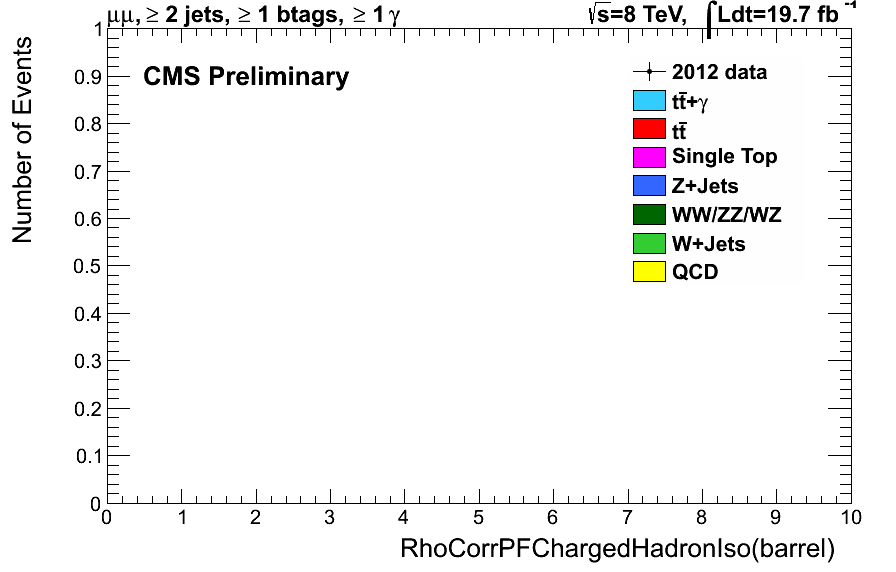 μμ, ≥ 2 jets, ≥ 1 btags, ≥ 1 γ √s=8 TeV, ∫Ldt=19.7 fb⁻¹
CMS Preliminary
2012 data
tt̄+γ
tt̄
Single Top
Z+Jets
WW/ZZ/WZ
W+Jets
QCD
Number of Events
1
0.9
0.8
0.7
0.6
0.5
0.4
0.3
0.2
0.1
0
0 1 2 3 4 5 6 7 8 9 10
RhoCorrPFChargedHadronIso(barrel)